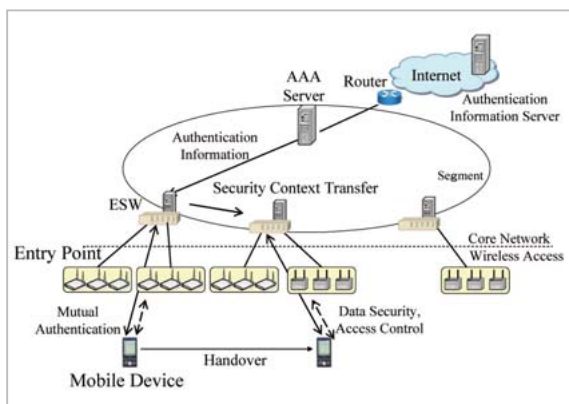 AAA
Server
Router
Internet
Authentication
Information Server
Authentication
Information
Segment
ESW
Security Context Transfer
Core Network
Entry Point
Wireless Access
Mutual
Authentication
Data Security,
Access Control
Handover
Mobile Device